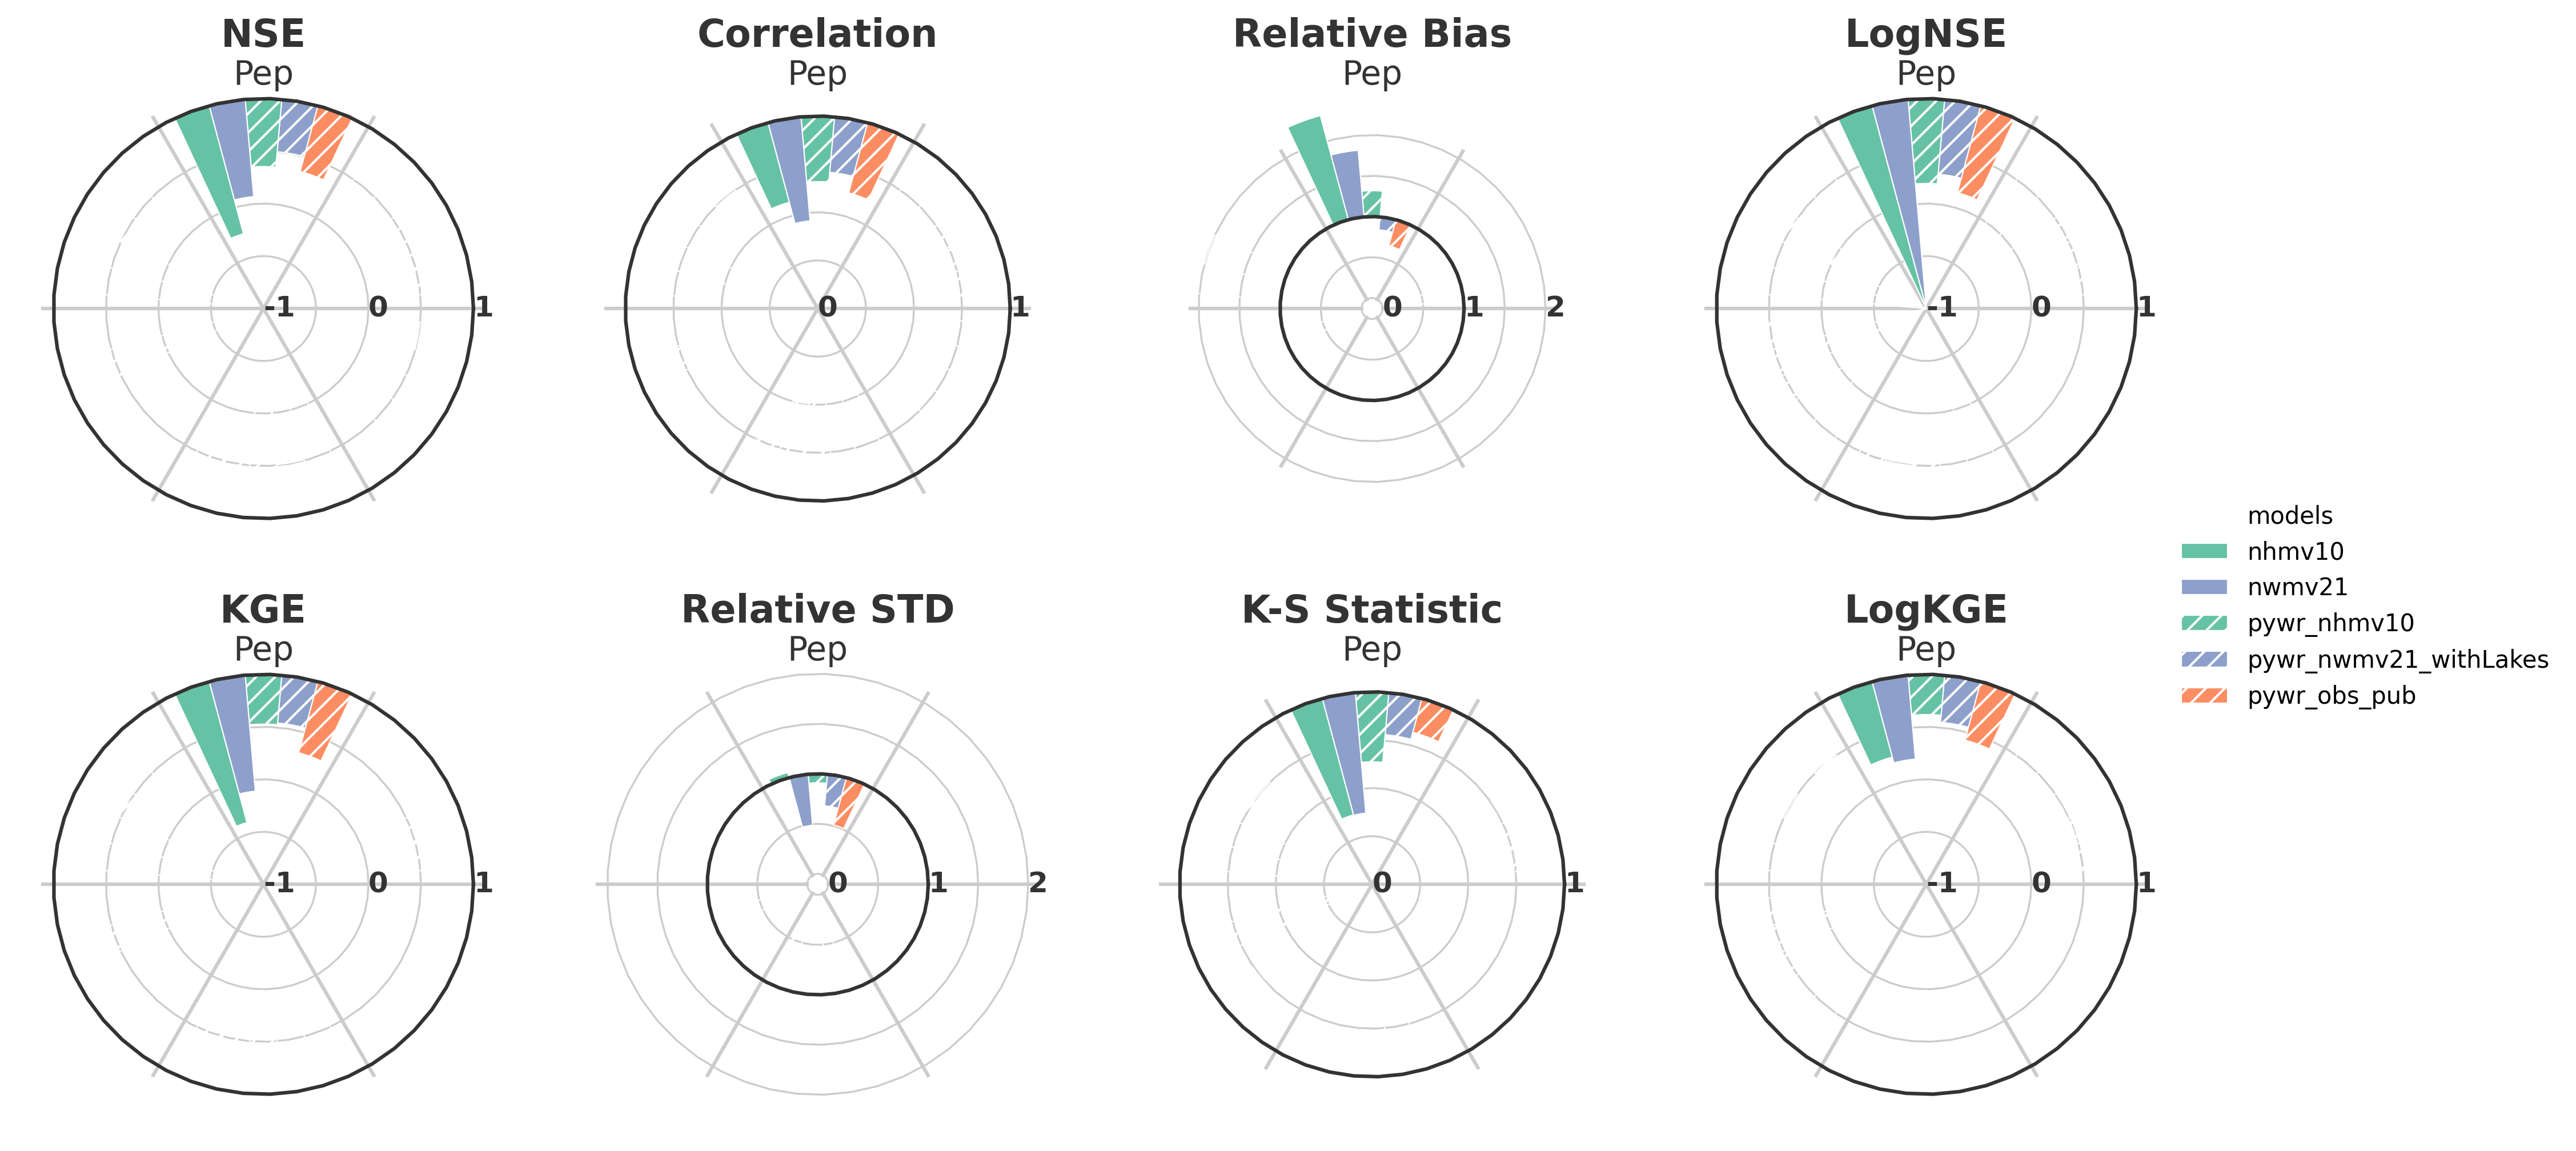 NSE
Pep
-1
0
1
Correlation
Pep
0
1
Relative Bias
Pep
0
1
2
LogNSE
Pep
-1
0
1
KGE
Pep
-1
0
1
Relative STD
Pep
0
1
2
K-S Statistic
Pep
0
1
LogKGE
Pep
-1
0
1
models
nhmv10
nwmv21
pywr_nhmv10
pywr_nwmv21_withLakes
pywr_obs_pub